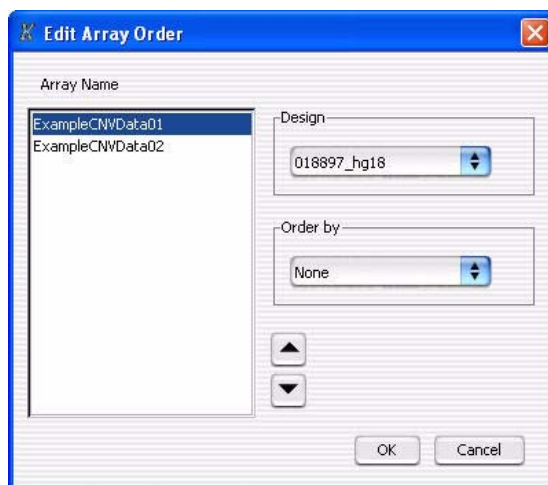 Edit Array Order
Array Name
ExampleCNVData01
ExampleCNVData02
Design
018897_hg18
Order by
None
OK
Cancel